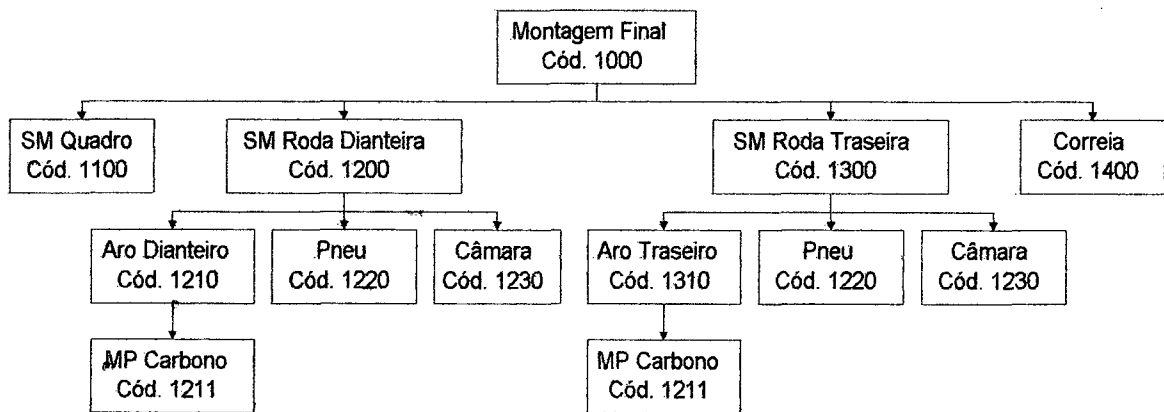 Montagem Final
Cód. 1000
SM Quadro
Cód. 1100
SM Roda Dianteira
Cód. 1200
SM Roda Traseira
Cód. 1300
Correia
Cód. 1400
Aro Dianteiro
Cód. 1210
Pneu
Cód. 1220
Câmara
Cód. 1230
Aro Traseiro
Cód. 1310
Pneu
Cód. 1220
Câmara
Cód. 1230
MP Carbono
Cód. 1211
MP Carbono
Cód. 1211